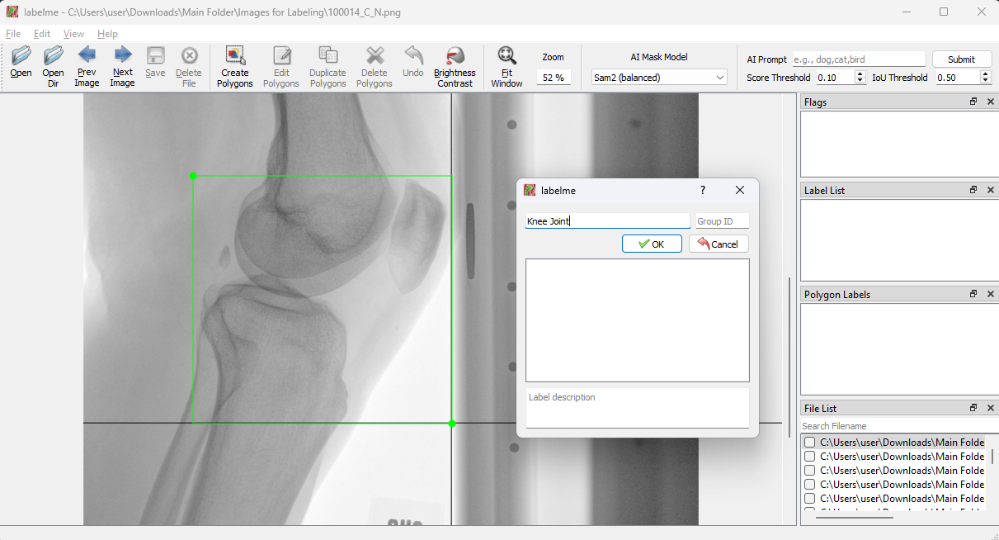 labelme - C:\Users\user\Downloads\Main Folder\Images for Labeling\100014_C_N.png
File Edit View Help
Open
Open Dir
Prev Image
Next Image
Save
Delete File
Create Polygons
Edit Polygons
Duplicate Polygons
Delete Polygons
Undo
Brightness Contrast
Fit Window
Zoom
52 %
AI Mask Model
Sam2 (balanced)
AI Prompt e.g., dog,cat,bird Submit
Score Threshold 0.10 IoU Threshold 0.50
Flags
Label List
Polygon Labels
File List
Search Filename
C:\Users\user\Downloads\Main Folde
C:\Users\user\Downloads\Main Folde
C:\Users\user\Downloads\Main Folde
C:\Users\user\Downloads\Main Folde
C:\Users\user\Downloads\Main Folde
labelme ?
Knee Joint Group ID
OK Cancel
Label description